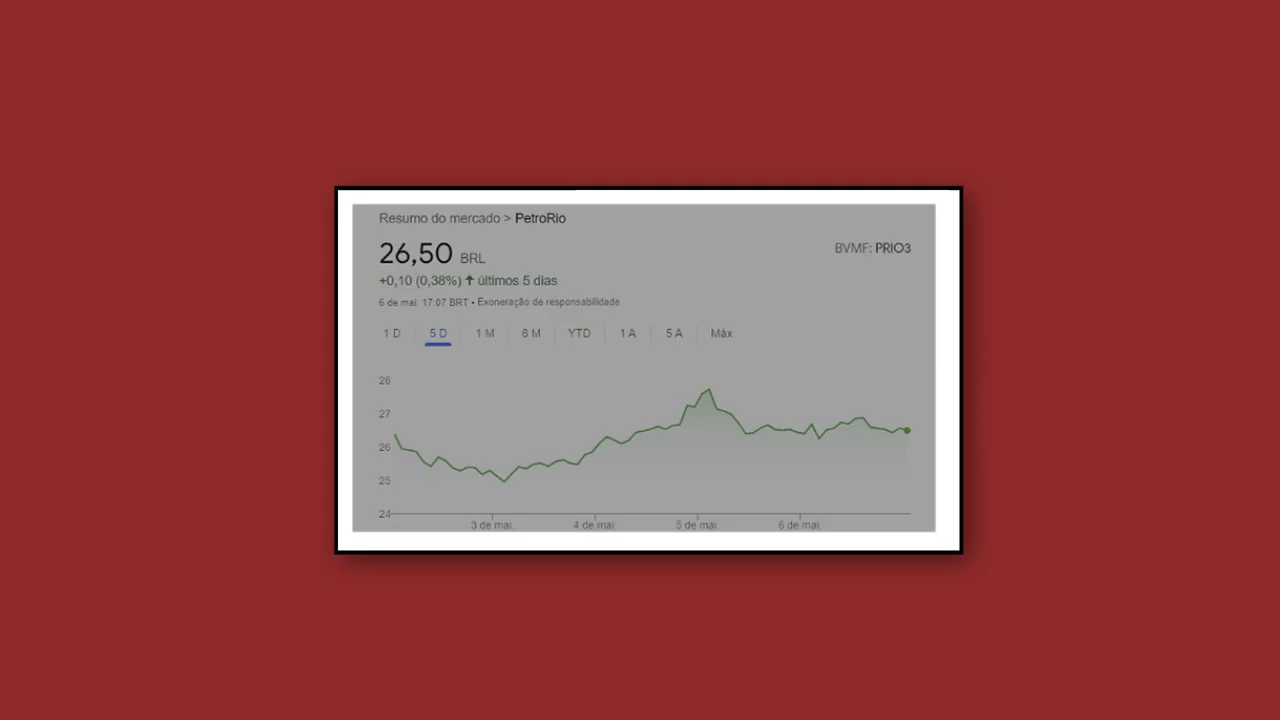 Resumo do mercado > PetroRio
26,50 BRL
BVMF: PRIO3
+0,10 (0,38%) ↑ últimos 5 dias
6 de mai. 17:07 BRT • Exoneração de responsabilidade
1 D 5 D 1 M 6 M YTD 1 A 5 A Máx
28
27
26
25
24
3 de mai. 4 de mai. 5 de mai. 6 de mai.